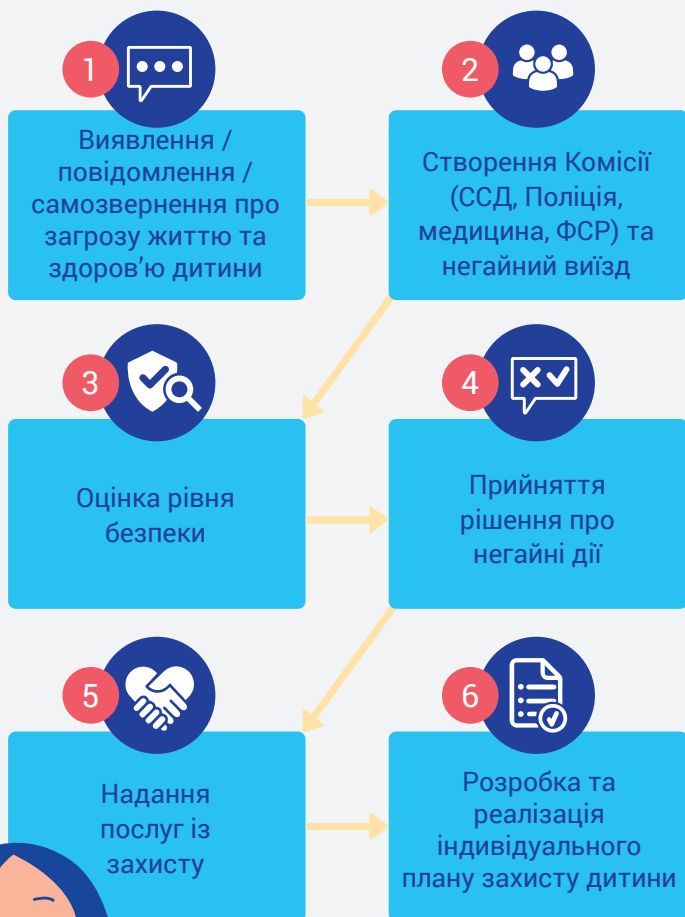 1
Виявлення /
повідомлення /
самозвернення про
загрозу життю та
здоров’ю дитини
2
Створення Комісії
(ССД, Поліція,
медицина, ФСР) та
негайний виїзд
3
Оцінка рівня
безпеки
4
Прийняття
рішення про
негайні дії
5
Надання
послуг із
захисту
6
Розробка та
реалізація
індивідуального
плану захисту дитини